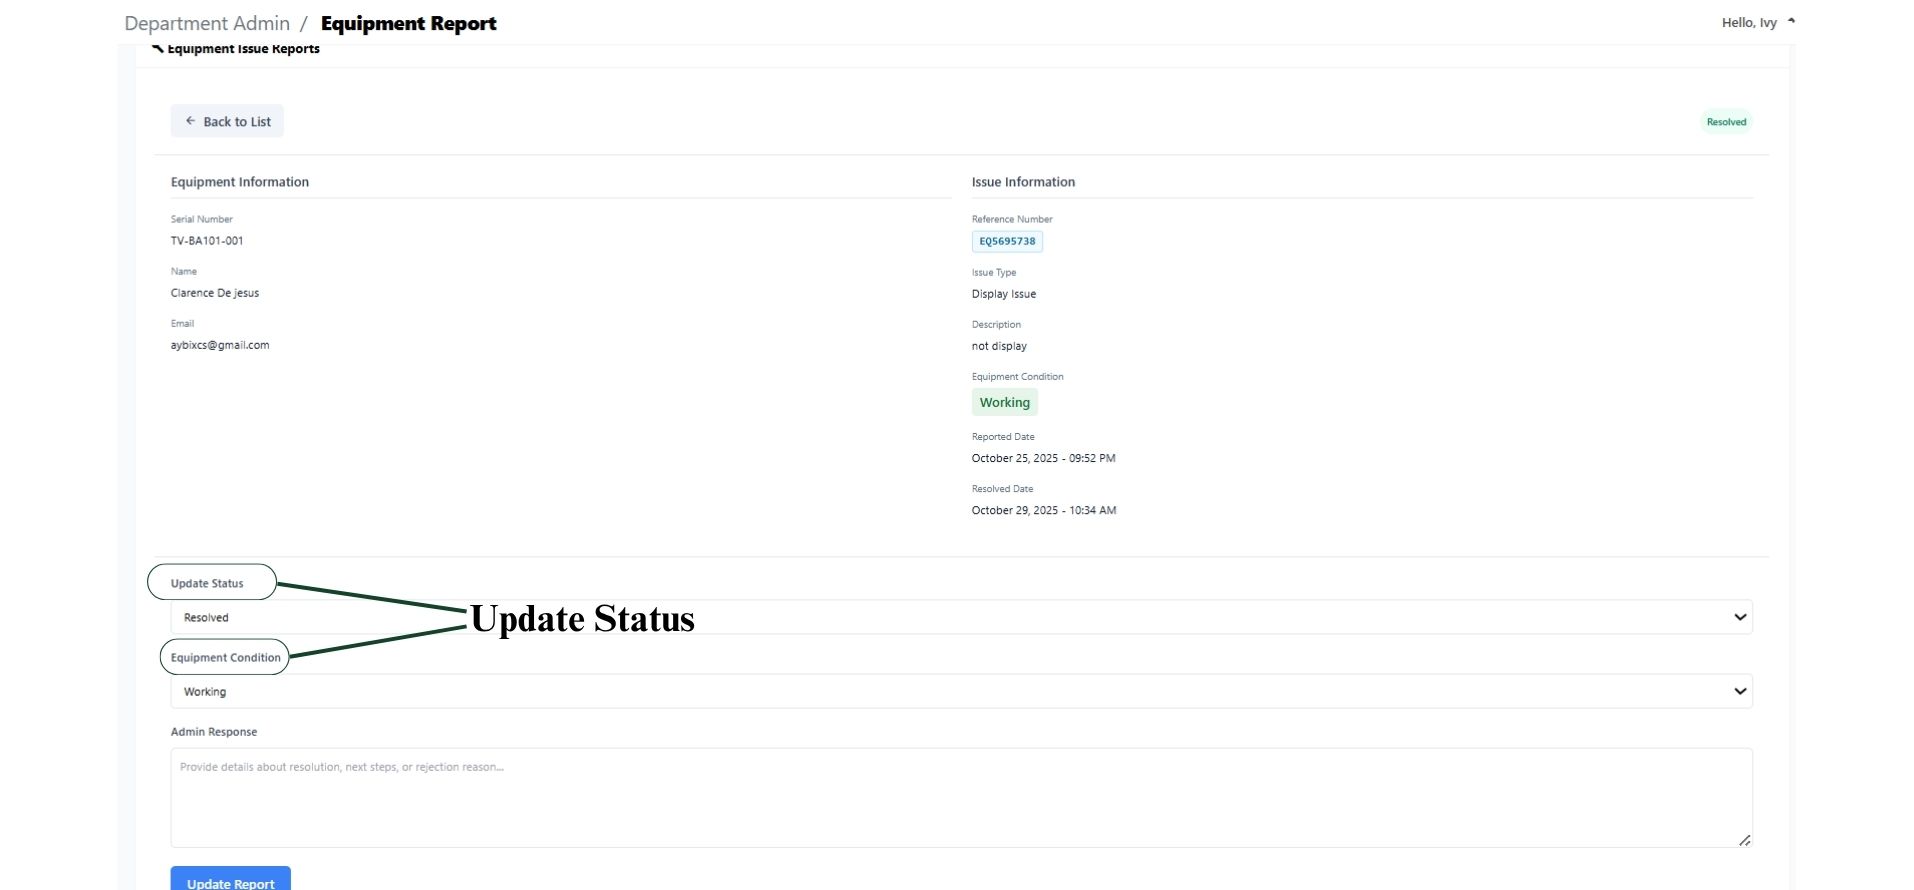 Department Admin / Equipment Report
Hello, Ivy
Equipment Issue Reports
← Back to List
Resolved
Equipment Information
Serial Number
TV-BA101-001
Name
Clarence De jesus
Email
aybixcs@gmail.com
Issue Information
Reference Number
EQ5695738
Issue Type
Display Issue
Description
not display
Equipment Condition
Working
Reported Date
October 25, 2025 - 09:52 PM
Resolved Date
October 29, 2025 - 10:34 AM
Update Status
Resolved
Update Status
Equipment Condition
Working
Admin Response
Provide details about resolution, next steps, or rejection reason...
Update Report